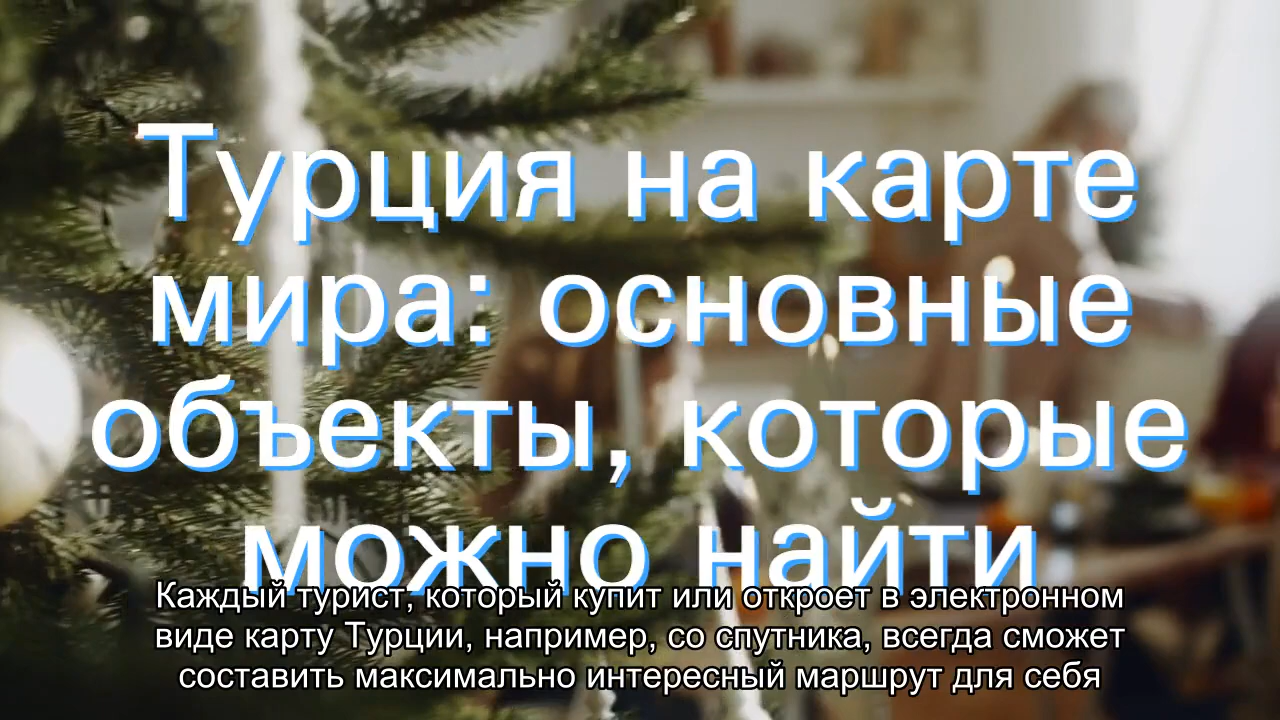 Турция на карте
мира: основные
объекты, которые
можно найти
Каждый турист, который купит или откроет в электронном
виде карту Турции, например, со спутника, всегда сможет
составить максимально интересный маршрут для себя